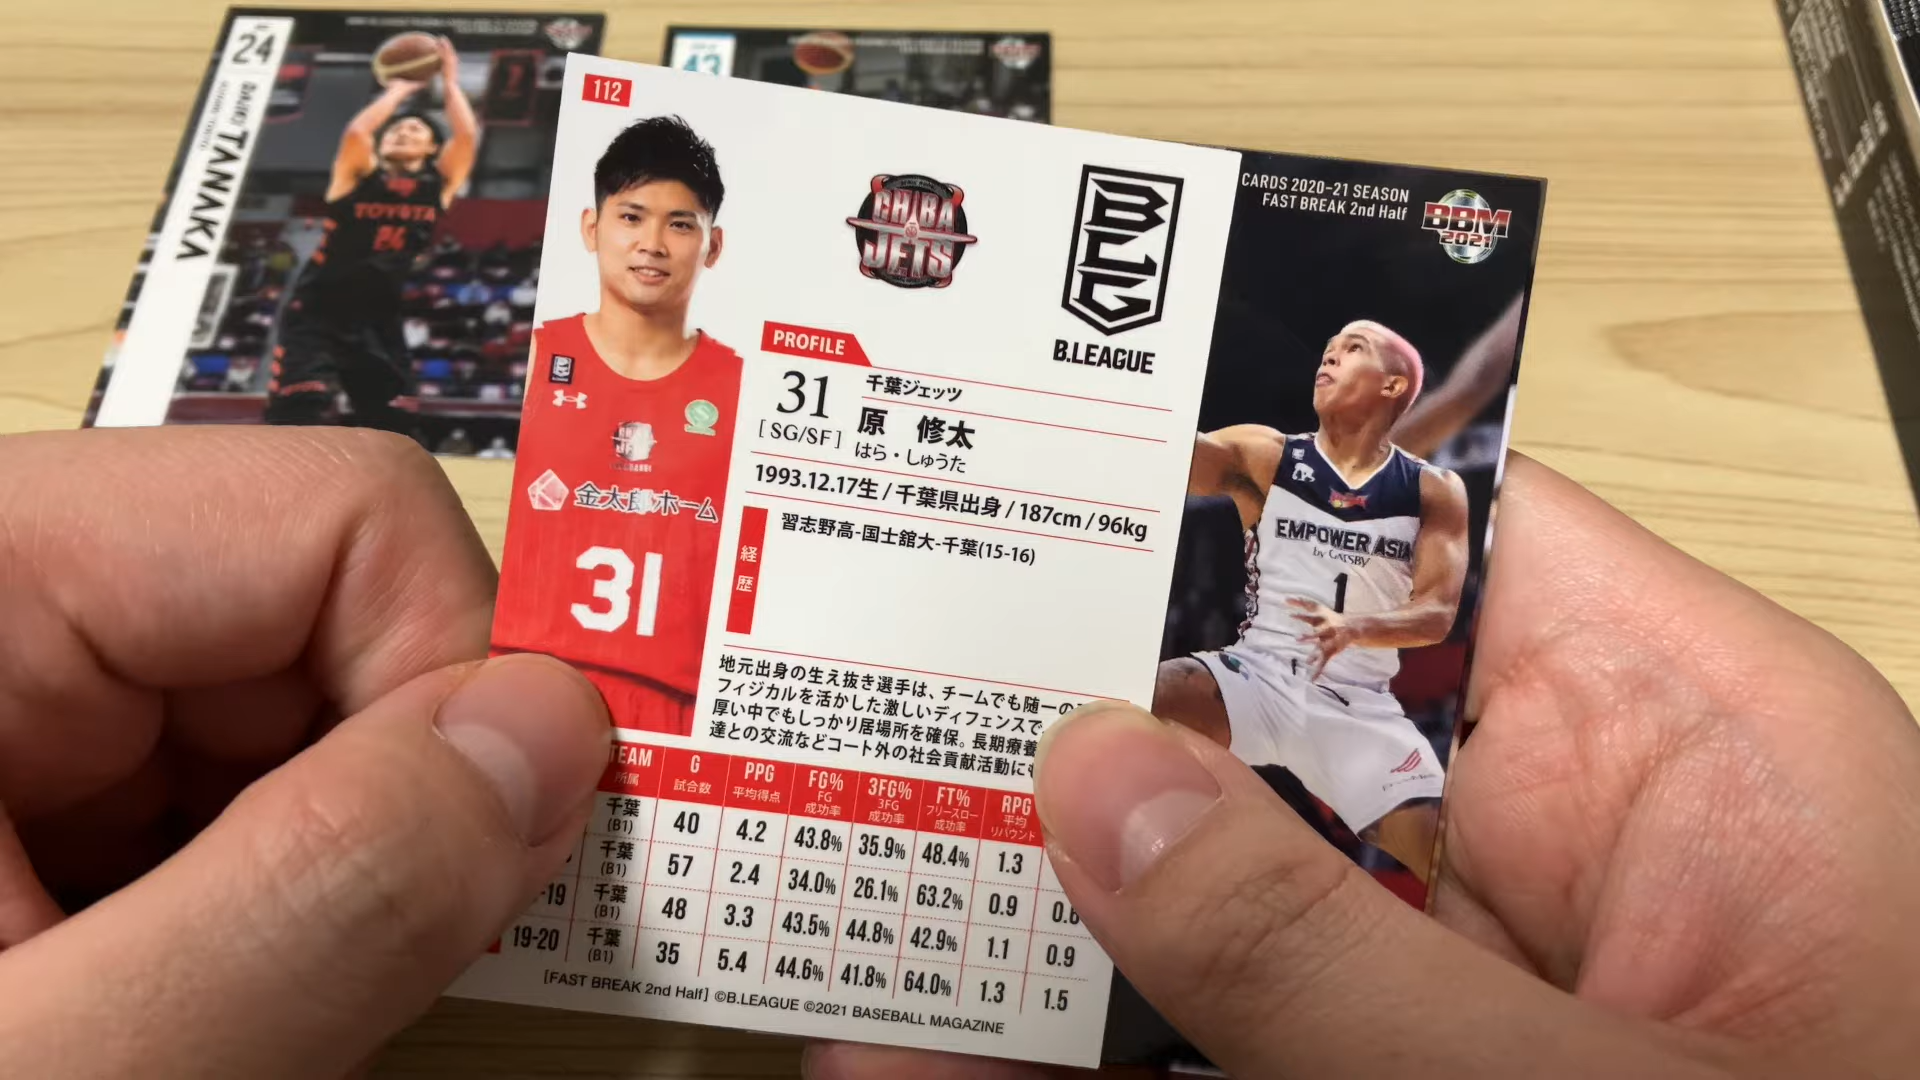 24
TANAKA
TOYOTA
24
43
112
CHIBA
JETS
B.LEAGUE
PROFILE
31
[ SG/SF ]
千葉ジェッツ
原 修太
はら・しゅうた
1993.12.17生 / 千葉県出身 / 187cm / 96kg
経歴
習志野高-国士舘大-千葉(15-16)
金太郎ホーム
31
地元出身の生え抜き選手は、チームでも随一の
フィジカルを活かした激しいディフェンスで
厚い中でもしっかり居場所を確保。長期療養
達との交流などコート外の社会貢献活動に
TEAM G PPG FG% 3FG% FT% RPG
所属 試合数 平均得点 FG成功率 3FG成功率 フリースロー成功率 平均リバウンド
千葉(B1) 40 4.2 43.8% 35.9% 48.4% 1.3
千葉(B1) 57 2.4 34.0% 26.1% 63.2% 0.9 0.6
-19 千葉(B1) 48 3.3 43.5% 44.8% 42.9% 1.1 0.9
19-20 千葉(B1) 35 5.4 44.6% 41.8% 64.0% 1.3 1.5
[FAST BREAK 2nd Half] ©B.LEAGUE ©2021 BASEBALL MAGAZINE
CARDS 2020-21 SEASON
FAST BREAK 2nd Half
BBM
2021
EMPOWER ASIA
by GATSBY
1